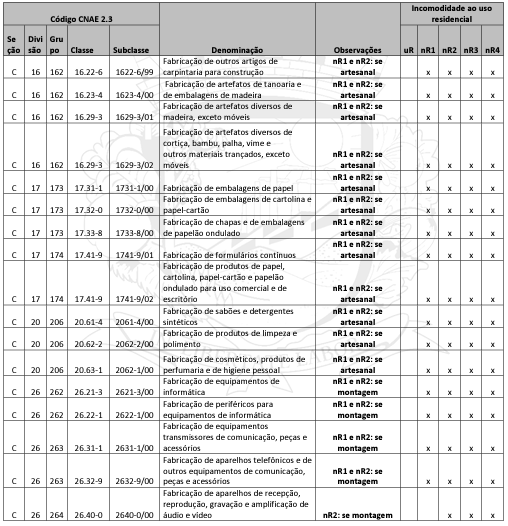 Código CNAE 2.3
Incomodidade ao uso
residencial
Se
ção
Divi
são
Gru
po
Classe
Subclasse
Denominação
Observações
uR
nR1
nR2
nR3
nR4
Fabricação de outros artigos de
carpintaria para construção
C 16 162 16.22-6 1622-6/99
nR1 e nR2: se
artesanal
x x x x
Fabricação de artefatos de tanoaria e
de embalagens de madeira
C 16 162 16.23-4 1623-4/00
nR1 e nR2: se
artesanal
x x x x
Fabricação de artefatos diversos de
madeira, exceto móveis
C 16 162 16.29-3 1629-3/01
nR1 e nR2: se
artesanal
x x x x
Fabricação de artefatos diversos de
cortiça, bambu, palha, vime e
outros materiais trançados, exceto
móveis
C 16 162 16.29-3 1629-3/02
nR1 e nR2: se
artesanal
x x x x
C 17 173 17.31-1 1731-1/00 Fabricação de embalagens de papel
nR1 e nR2: se
artesanal
x x x x
Fabricação de embalagens de cartolina e
papel-cartão
C 17 173 17.32-0 1732-0/00
nR1 e nR2: se
artesanal
x x x x
Fabricação de chapas e de embalagens
de papelão ondulado
C 17 173 17.33-8 1733-8/00
nR1 e nR2: se
artesanal
x x x x
C 17 174 17.41-9 1741-9/01 Fabricação de formulários contínuos
nR1 e nR2: se
artesanal
x x x x
Fabricação de produtos de papel,
cartolina, papel-cartão e papelão
ondulado para uso comercial e de
escritório
C 17 174 17.41-9 1741-9/02
nR1 e nR2: se
artesanal
x x x x
Fabricação de sabões e detergentes
sintéticos
C 20 206 20.61-4 2061-4/00
nR1 e nR2: se
artesanal
x x x x
Fabricação de produtos de limpeza e
polimento
C 20 206 20.62-2 2062-2/00
nR1 e nR2: se
artesanal
x x x x
Fabricação de cosméticos, produtos de
perfumaria e de higiene pessoal
C 20 206 20.63-1 2062-1/00
nR1 e nR2: se
artesanal
x x x x
Fabricação de equipamentos de
informática
C 26 262 26.21-3 2621-3/00
nR1 e nR2: se
montagem
x x x x
Fabricação de periféricos para
equipamentos de informática
C 26 262 26.22-1 2622-1/00
nR1 e nR2: se
montagem
x x x x
Fabricação de equipamentos
transmissores de comunicação, peças e
acessórios
C 26 263 26.31-1 2631-1/00
nR1 e nR2: se
montagem
x x x x
Fabricação de aparelhos telefônicos e de
outros equipamentos de comunicação,
peças e acessórios
C 26 263 26.32-9 2632-9/00
nR1 e nR2: se
montagem
x x x x
Fabricação de aparelhos de recepção,
reprodução, gravação e amplificação de
áudio e vídeo
C 26 264 26.40-0 2640-0/00
nR2: se montagem
x x x